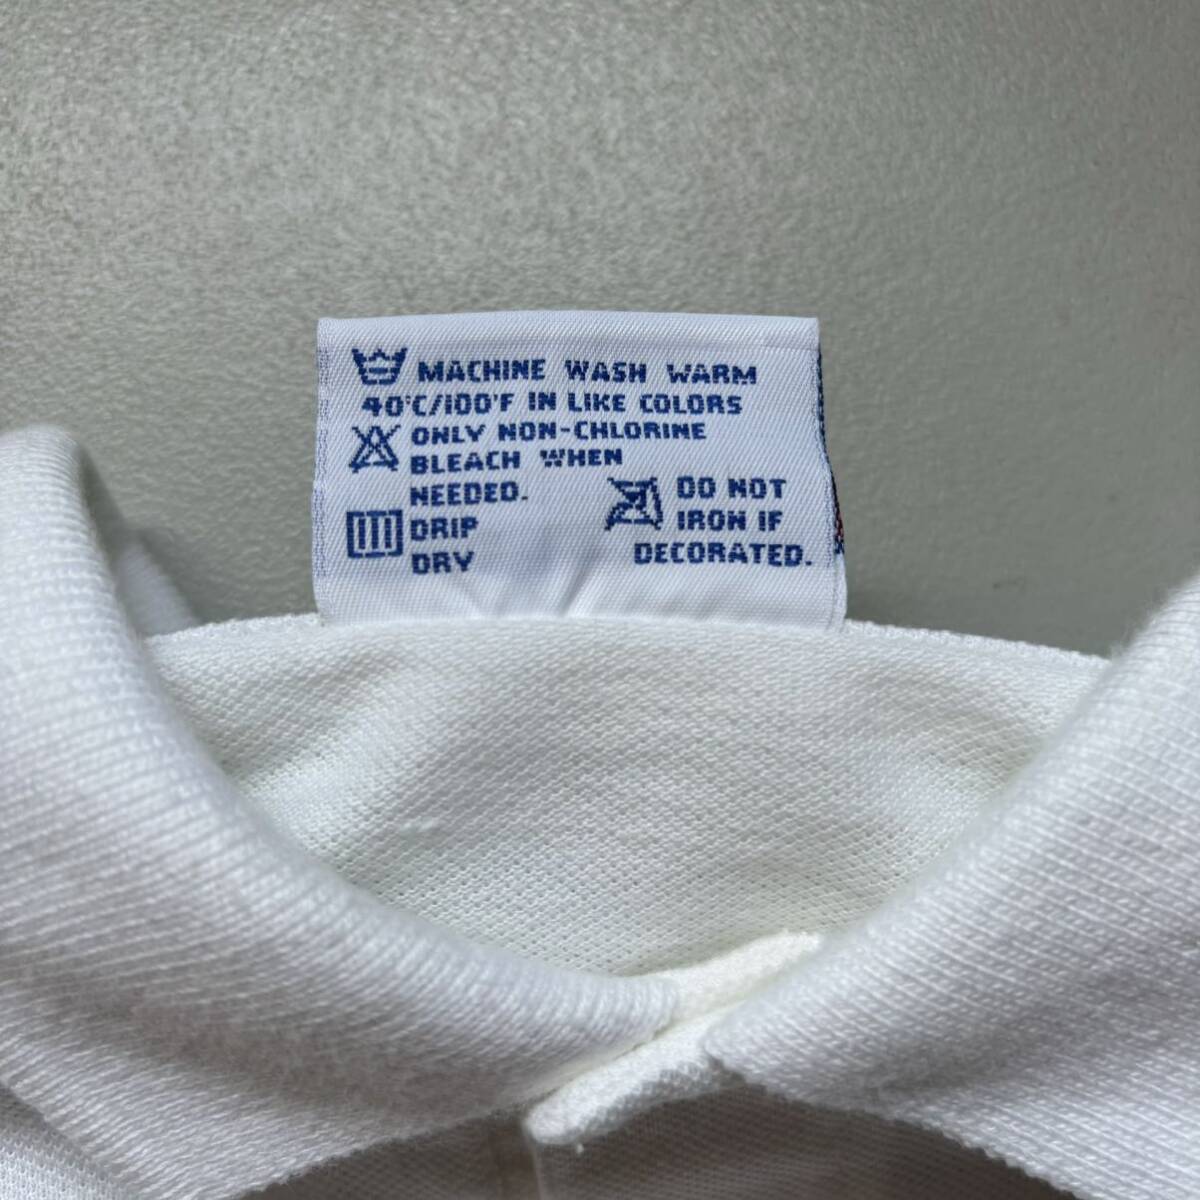 MACHINE WASH WARM
40°C/100°F IN LIKE COLORS
ONLY NON-CHLORINE
BLEACH WHEN
NEEDED.
DRIP
DRY
DO NOT
IRON IF
DECORATED.